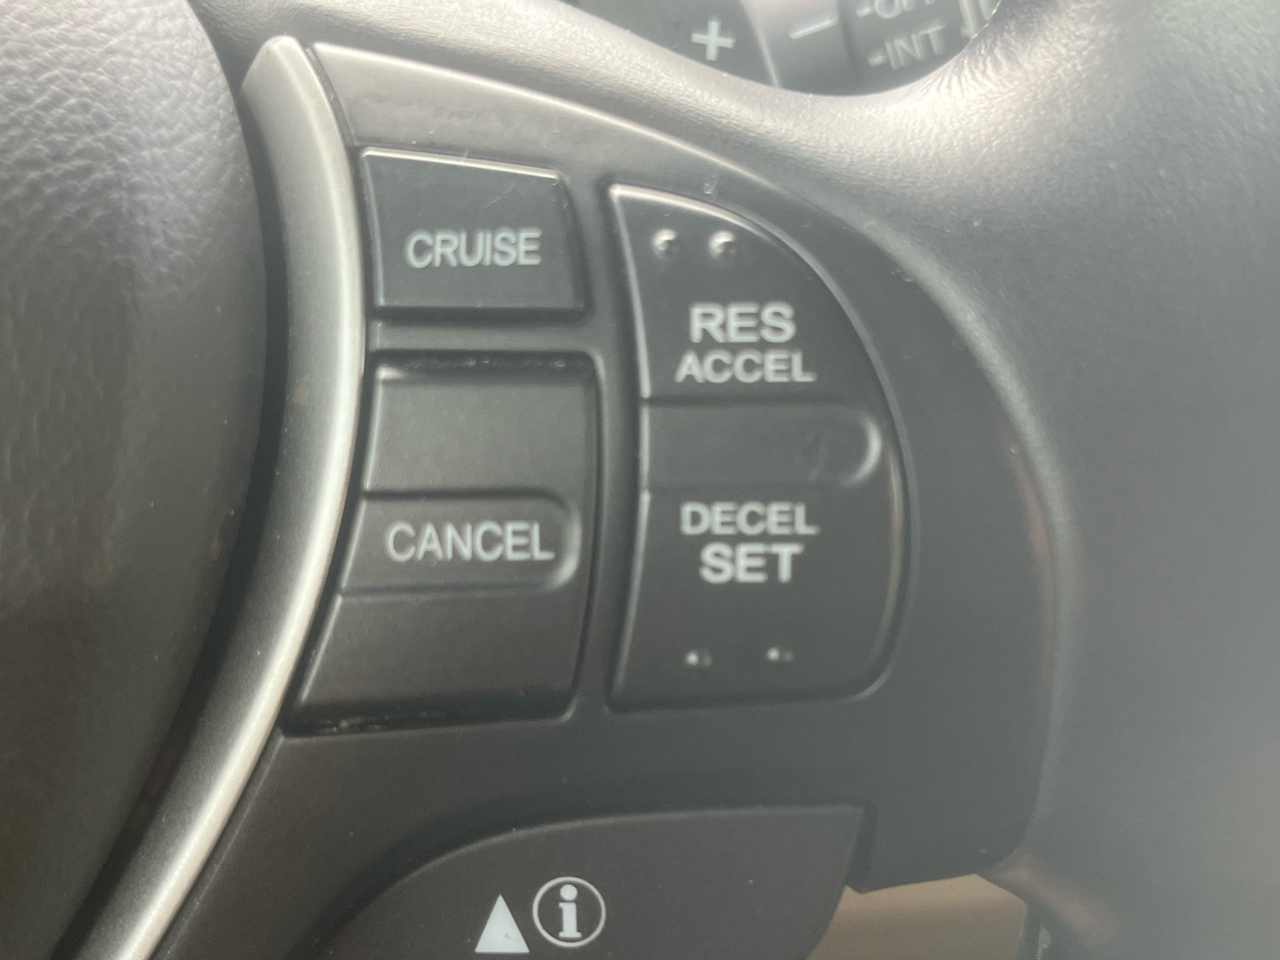 +
-INT
CRUISE
RES
ACCEL
CANCEL
DECEL
SET
i